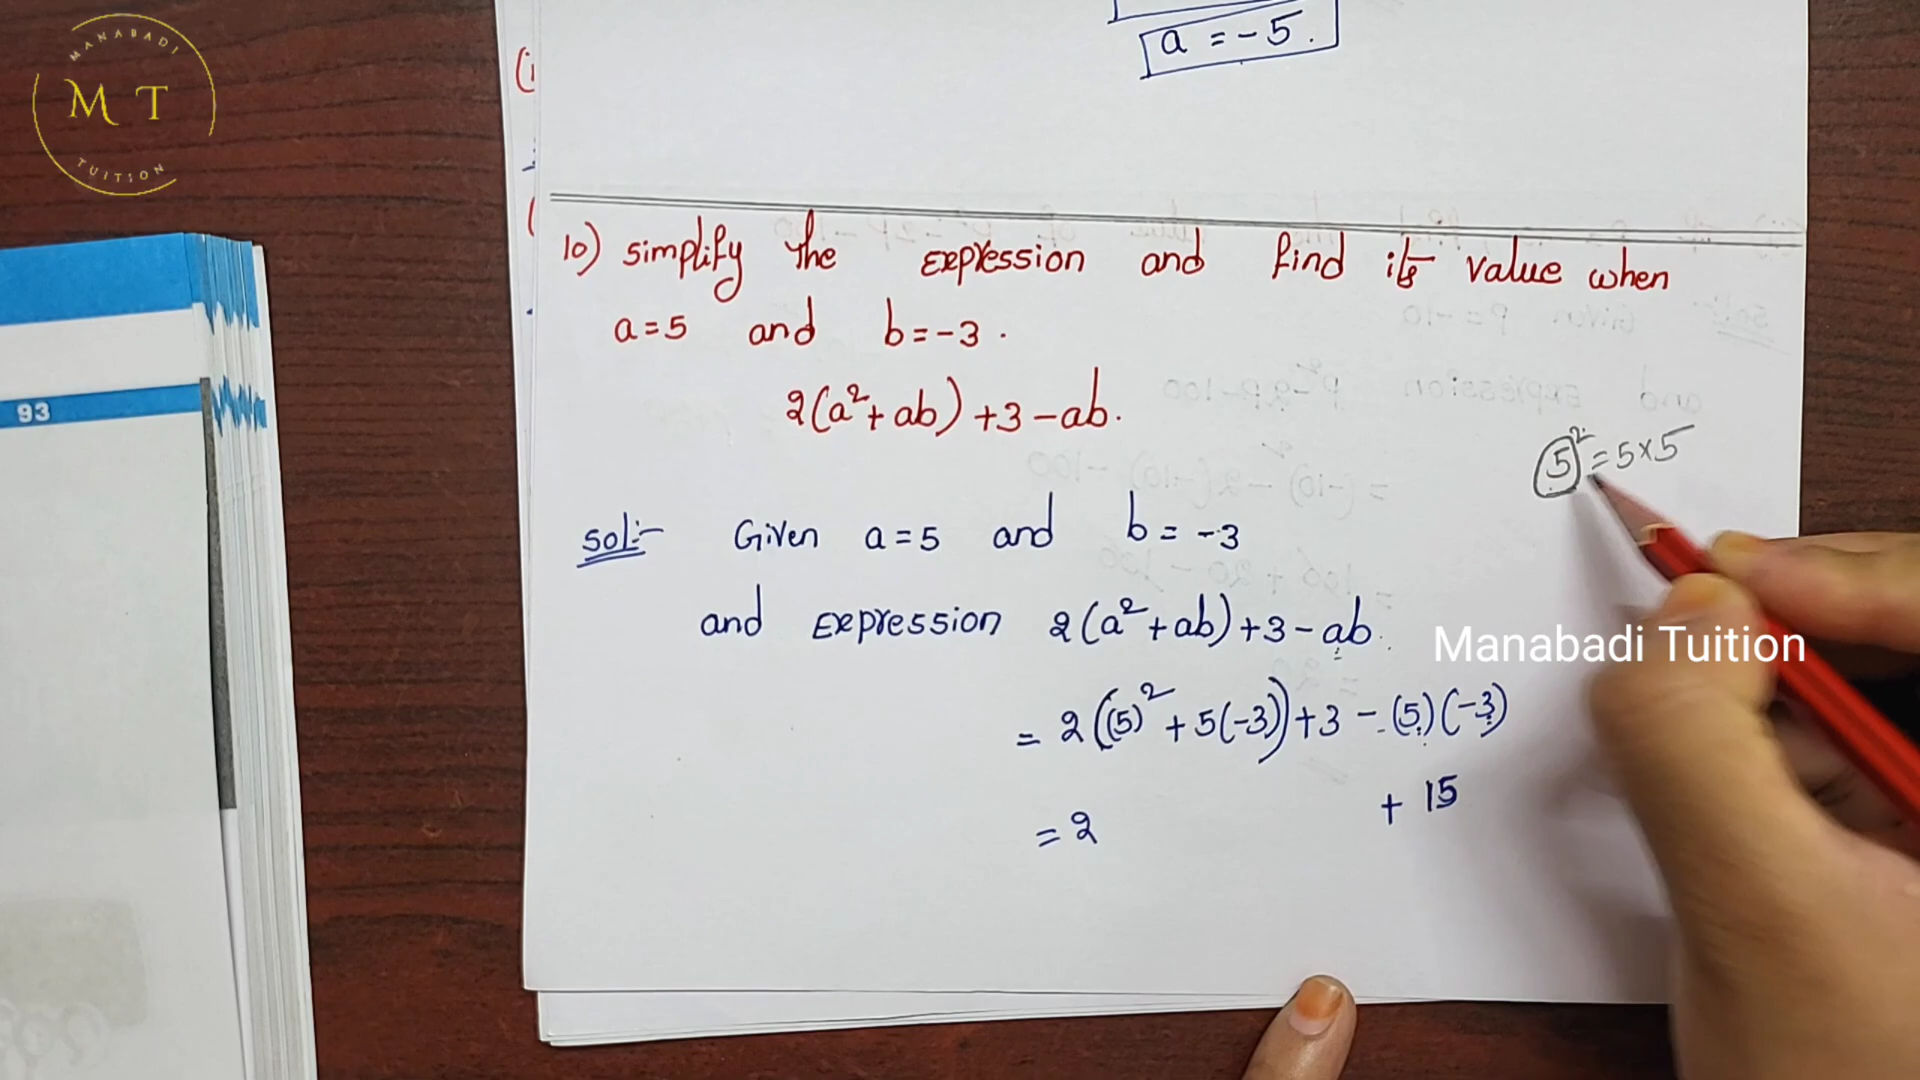 MANABADI
M T
TUITION
93
a = -5.
10) simplify the expression and find its value when
a=5 and b=-3.
2(a²+ab)+3-ab.
(5)² = 5×5
Sol:- Given a=5 and b=-3
and expression 2(a²+ab)+3-ab.
Manabadi Tuition
= 2((5)²+5(-3))+3-(5)(-3)
= 2 + 15